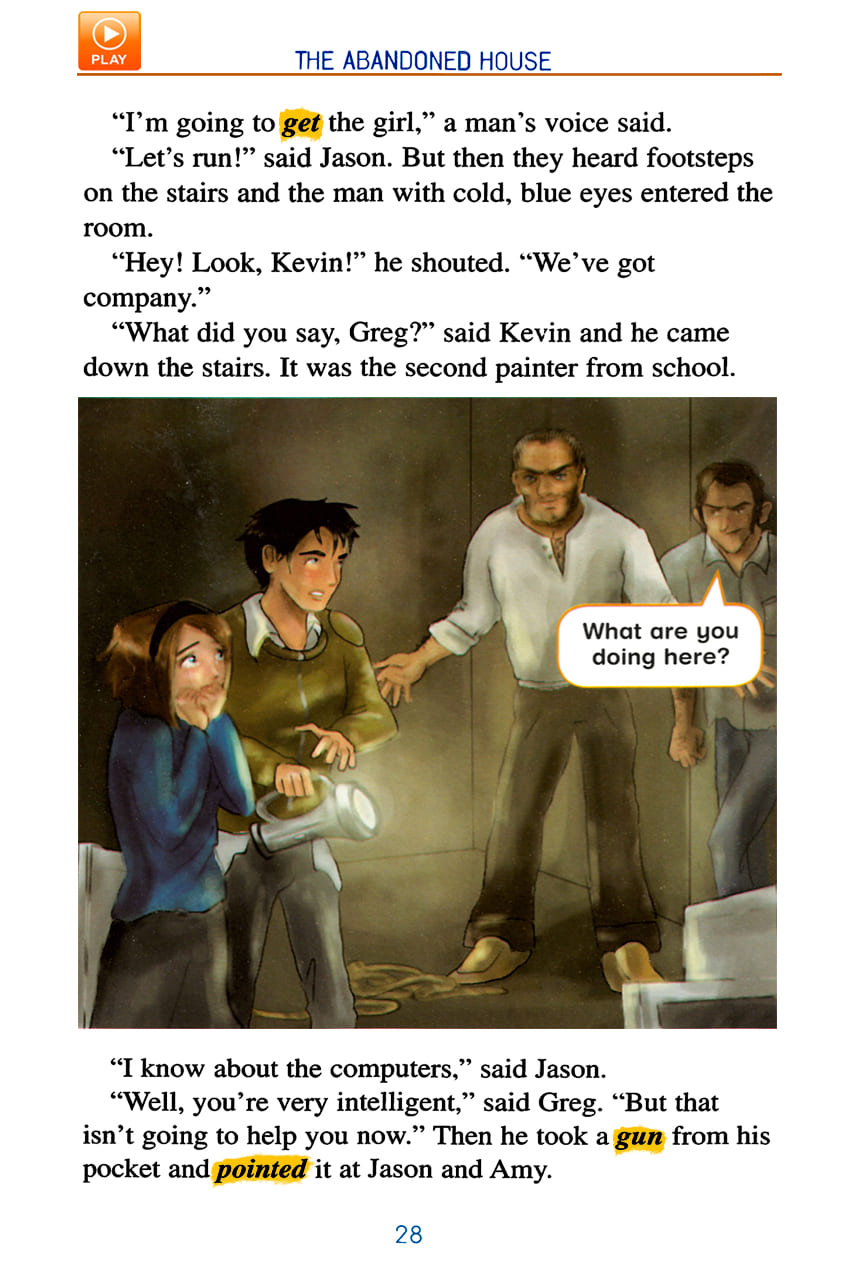 PLAY
THE ABANDONED HOUSE
“I’m going to get the girl,” a man’s voice said.
“Let’s run!” said Jason. But then they heard footsteps
on the stairs and the man with cold, blue eyes entered the
room.
“Hey! Look, Kevin!” he shouted. “We’ve got
company.”
“What did you say, Greg?” said Kevin and he came
down the stairs. It was the second painter from school.
What are you
doing here?
“I know about the computers,” said Jason.
“Well, you’re very intelligent,” said Greg. “But that
isn’t going to help you now.” Then he took a gun from his
pocket and pointed it at Jason and Amy.
28